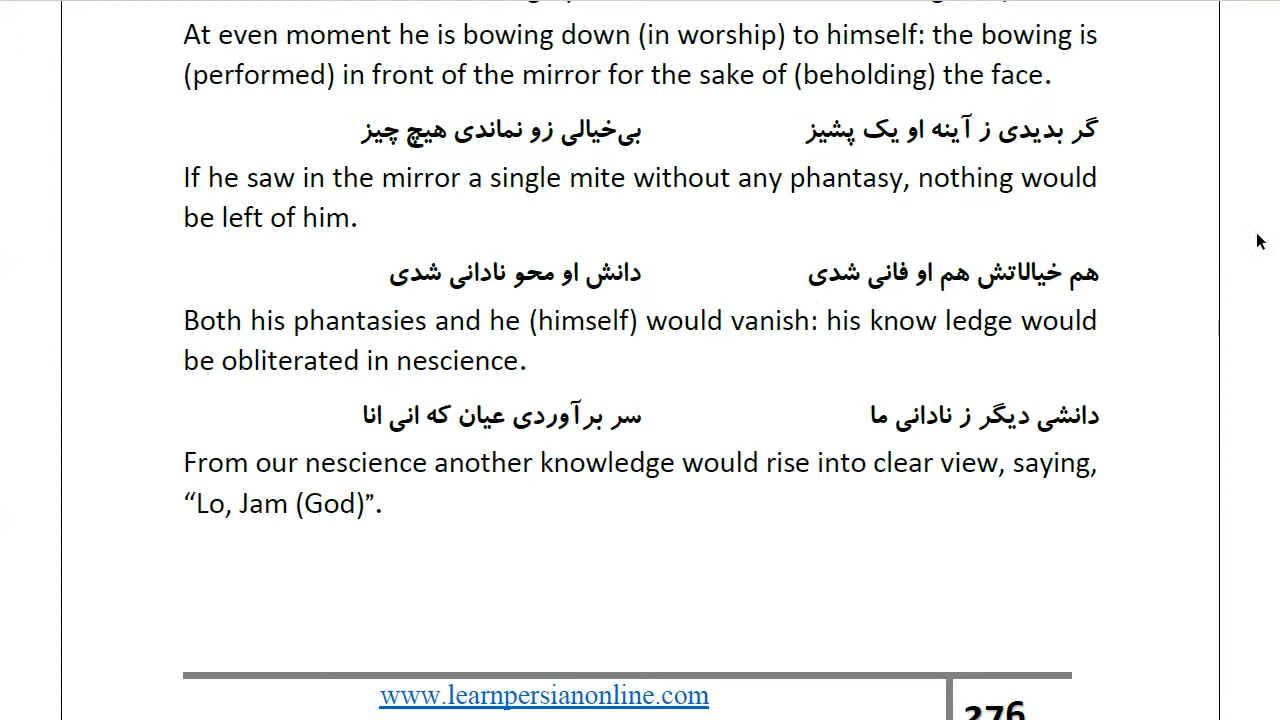 At even moment he is bowing down (in worship) to himself: the bowing is
(performed) in front of the mirror for the sake of (beholding) the face.
گر بدیدی ز آینه او یک پشیز بی‌خیالی زو نماندی هیچ چیز
If he saw in the mirror a single mite without any phantasy, nothing would
be left of him.
هم خیالاتش هم او فانی شدی دانش او محو نادانی شدی
Both his phantasies and he (himself) would vanish: his know ledge would
be obliterated in nescience.
دانشی دیگر ز نادانی ما سر برآوردی عیان که انی انا
From our nescience another knowledge would rise into clear view, saying,
“Lo, Jam (God)”.
www.learnpersianonline.com
276